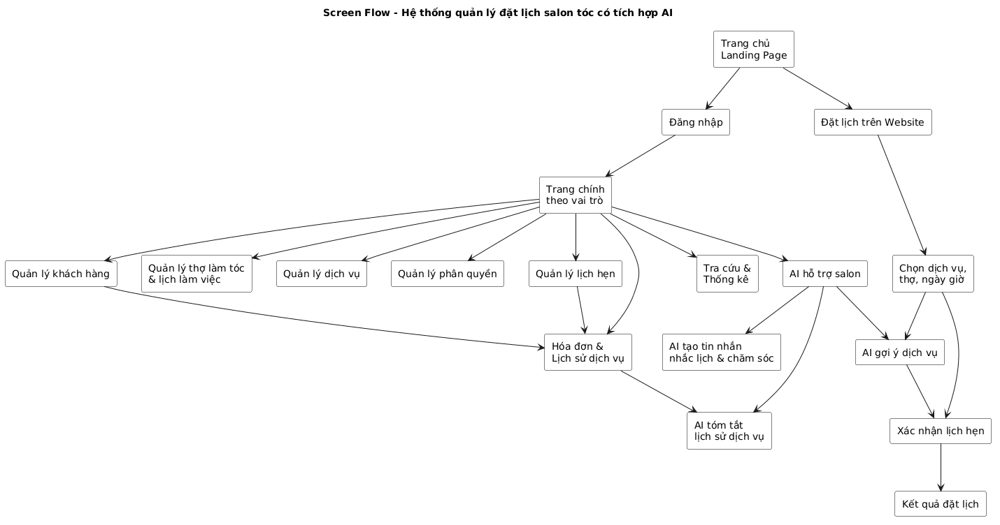 Screen Flow - Hệ thống quản lý đặt lịch salon tóc có tích hợp AI
Trang chủ
Landing Page
Đăng nhập
Đặt lịch trên Website
Trang chính
theo vai trò
Quản lý khách hàng
Quản lý thợ làm tóc
& lịch làm việc
Quản lý dịch vụ
Quản lý phân quyền
Quản lý lịch hẹn
Tra cứu &
Thống kê
AI hỗ trợ salon
Chọn dịch vụ,
thợ, ngày giờ
Hóa đơn &
Lịch sử dịch vụ
AI tạo tin nhắn
nhắc lịch & chăm sóc
AI gợi ý dịch vụ
AI tóm tắt
lịch sử dịch vụ
Xác nhận lịch hẹn
Kết quả đặt lịch